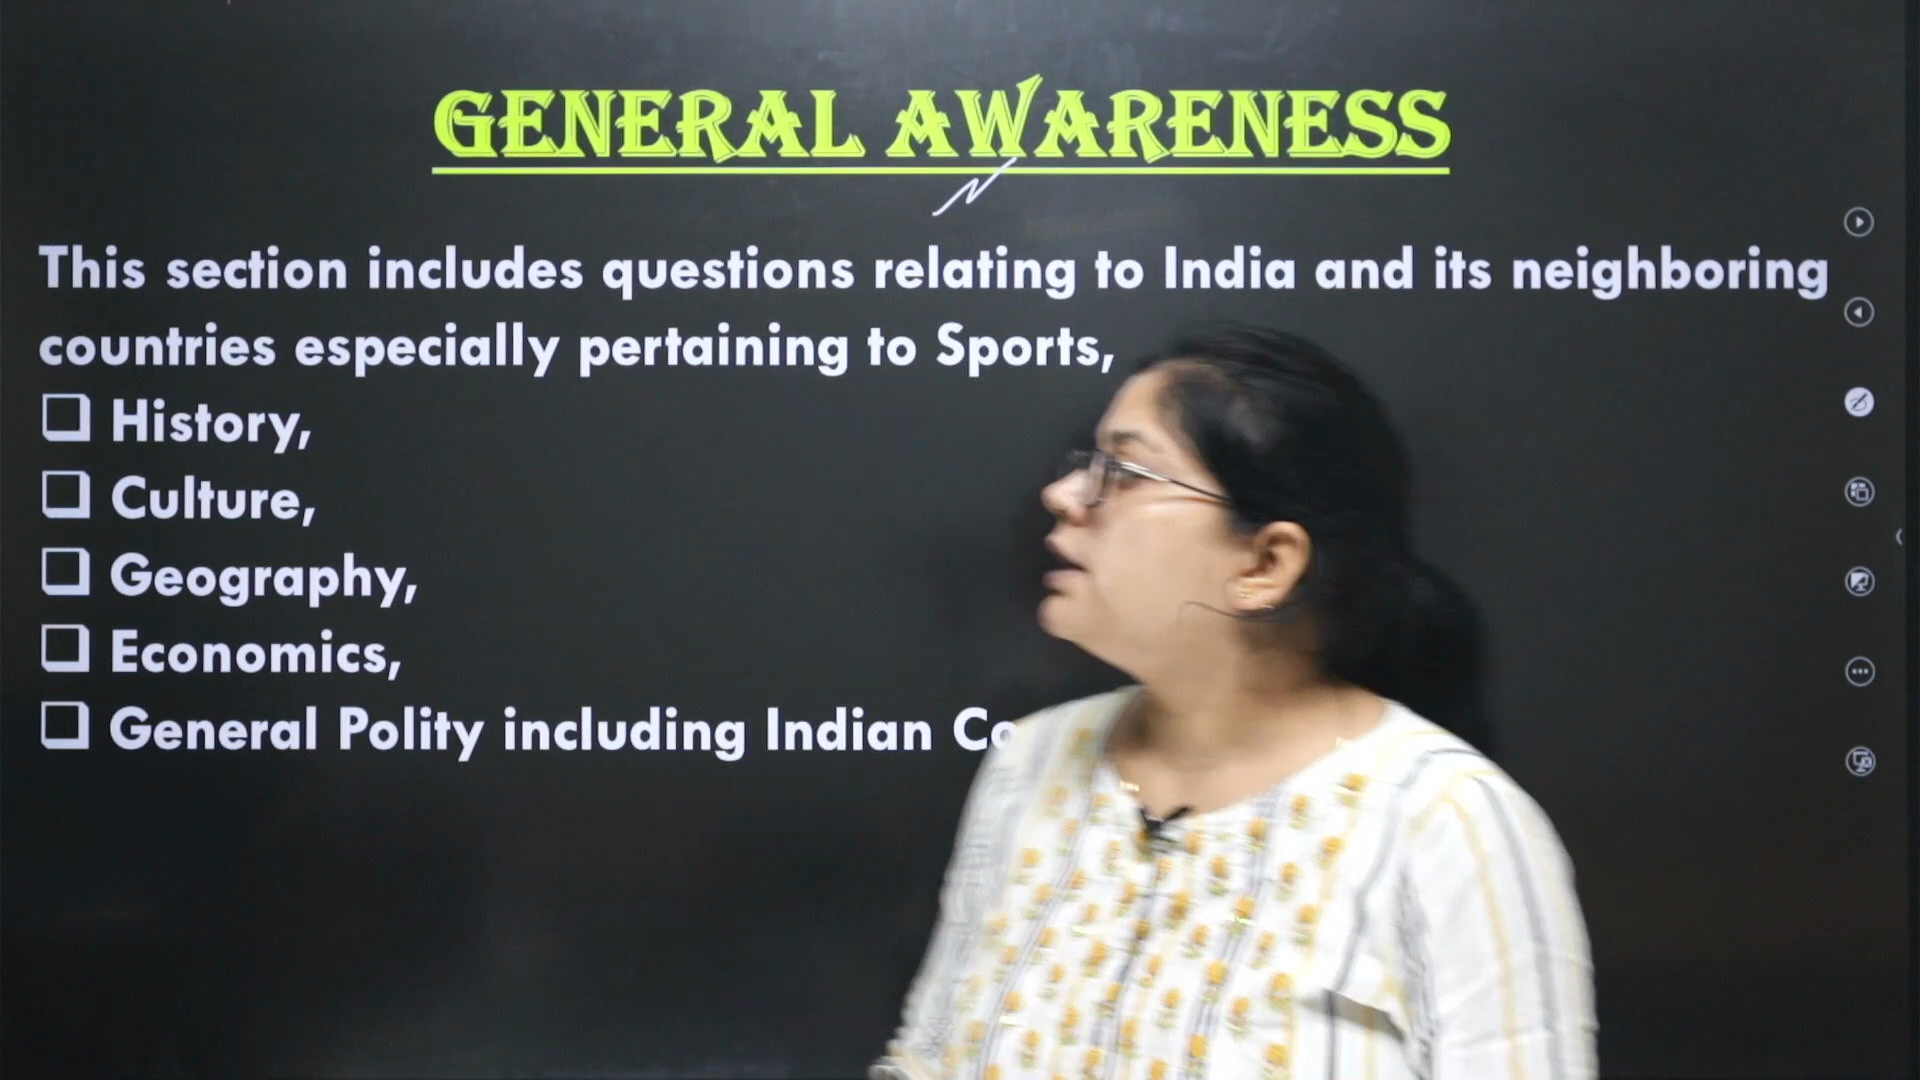 GENERAL AWARENESS
This section includes questions relating to India and its neighboring
countries especially pertaining to Sports,
History,
Culture,
Geography,
Economics,
General Polity including Indian